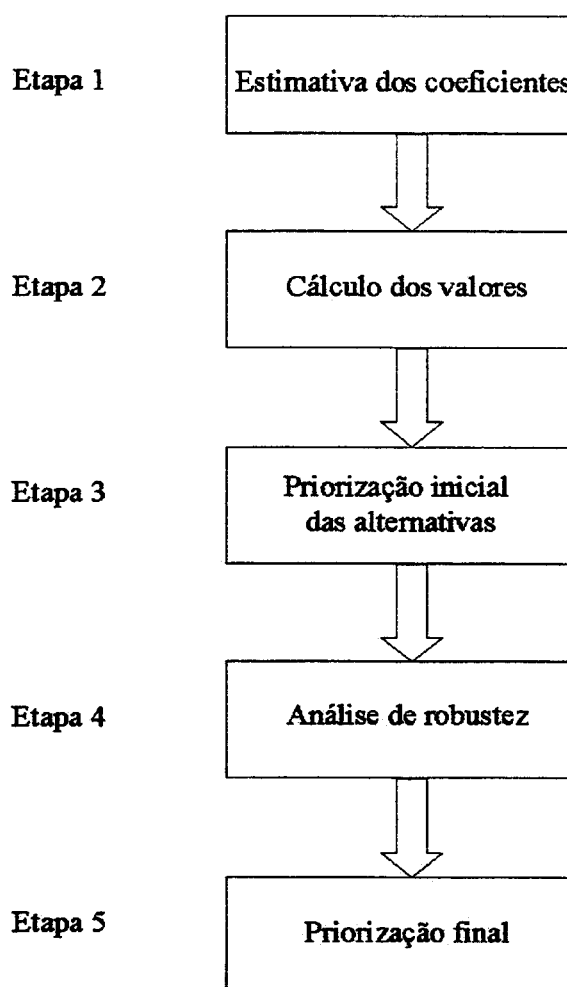 Etapa 1
Estimativa dos coeficientes
Etapa 2
Cálculo dos valores
Etapa 3
Priorização inicial
das alternativas
Etapa 4
Análise de robustez
Etapa 5
Priorização final